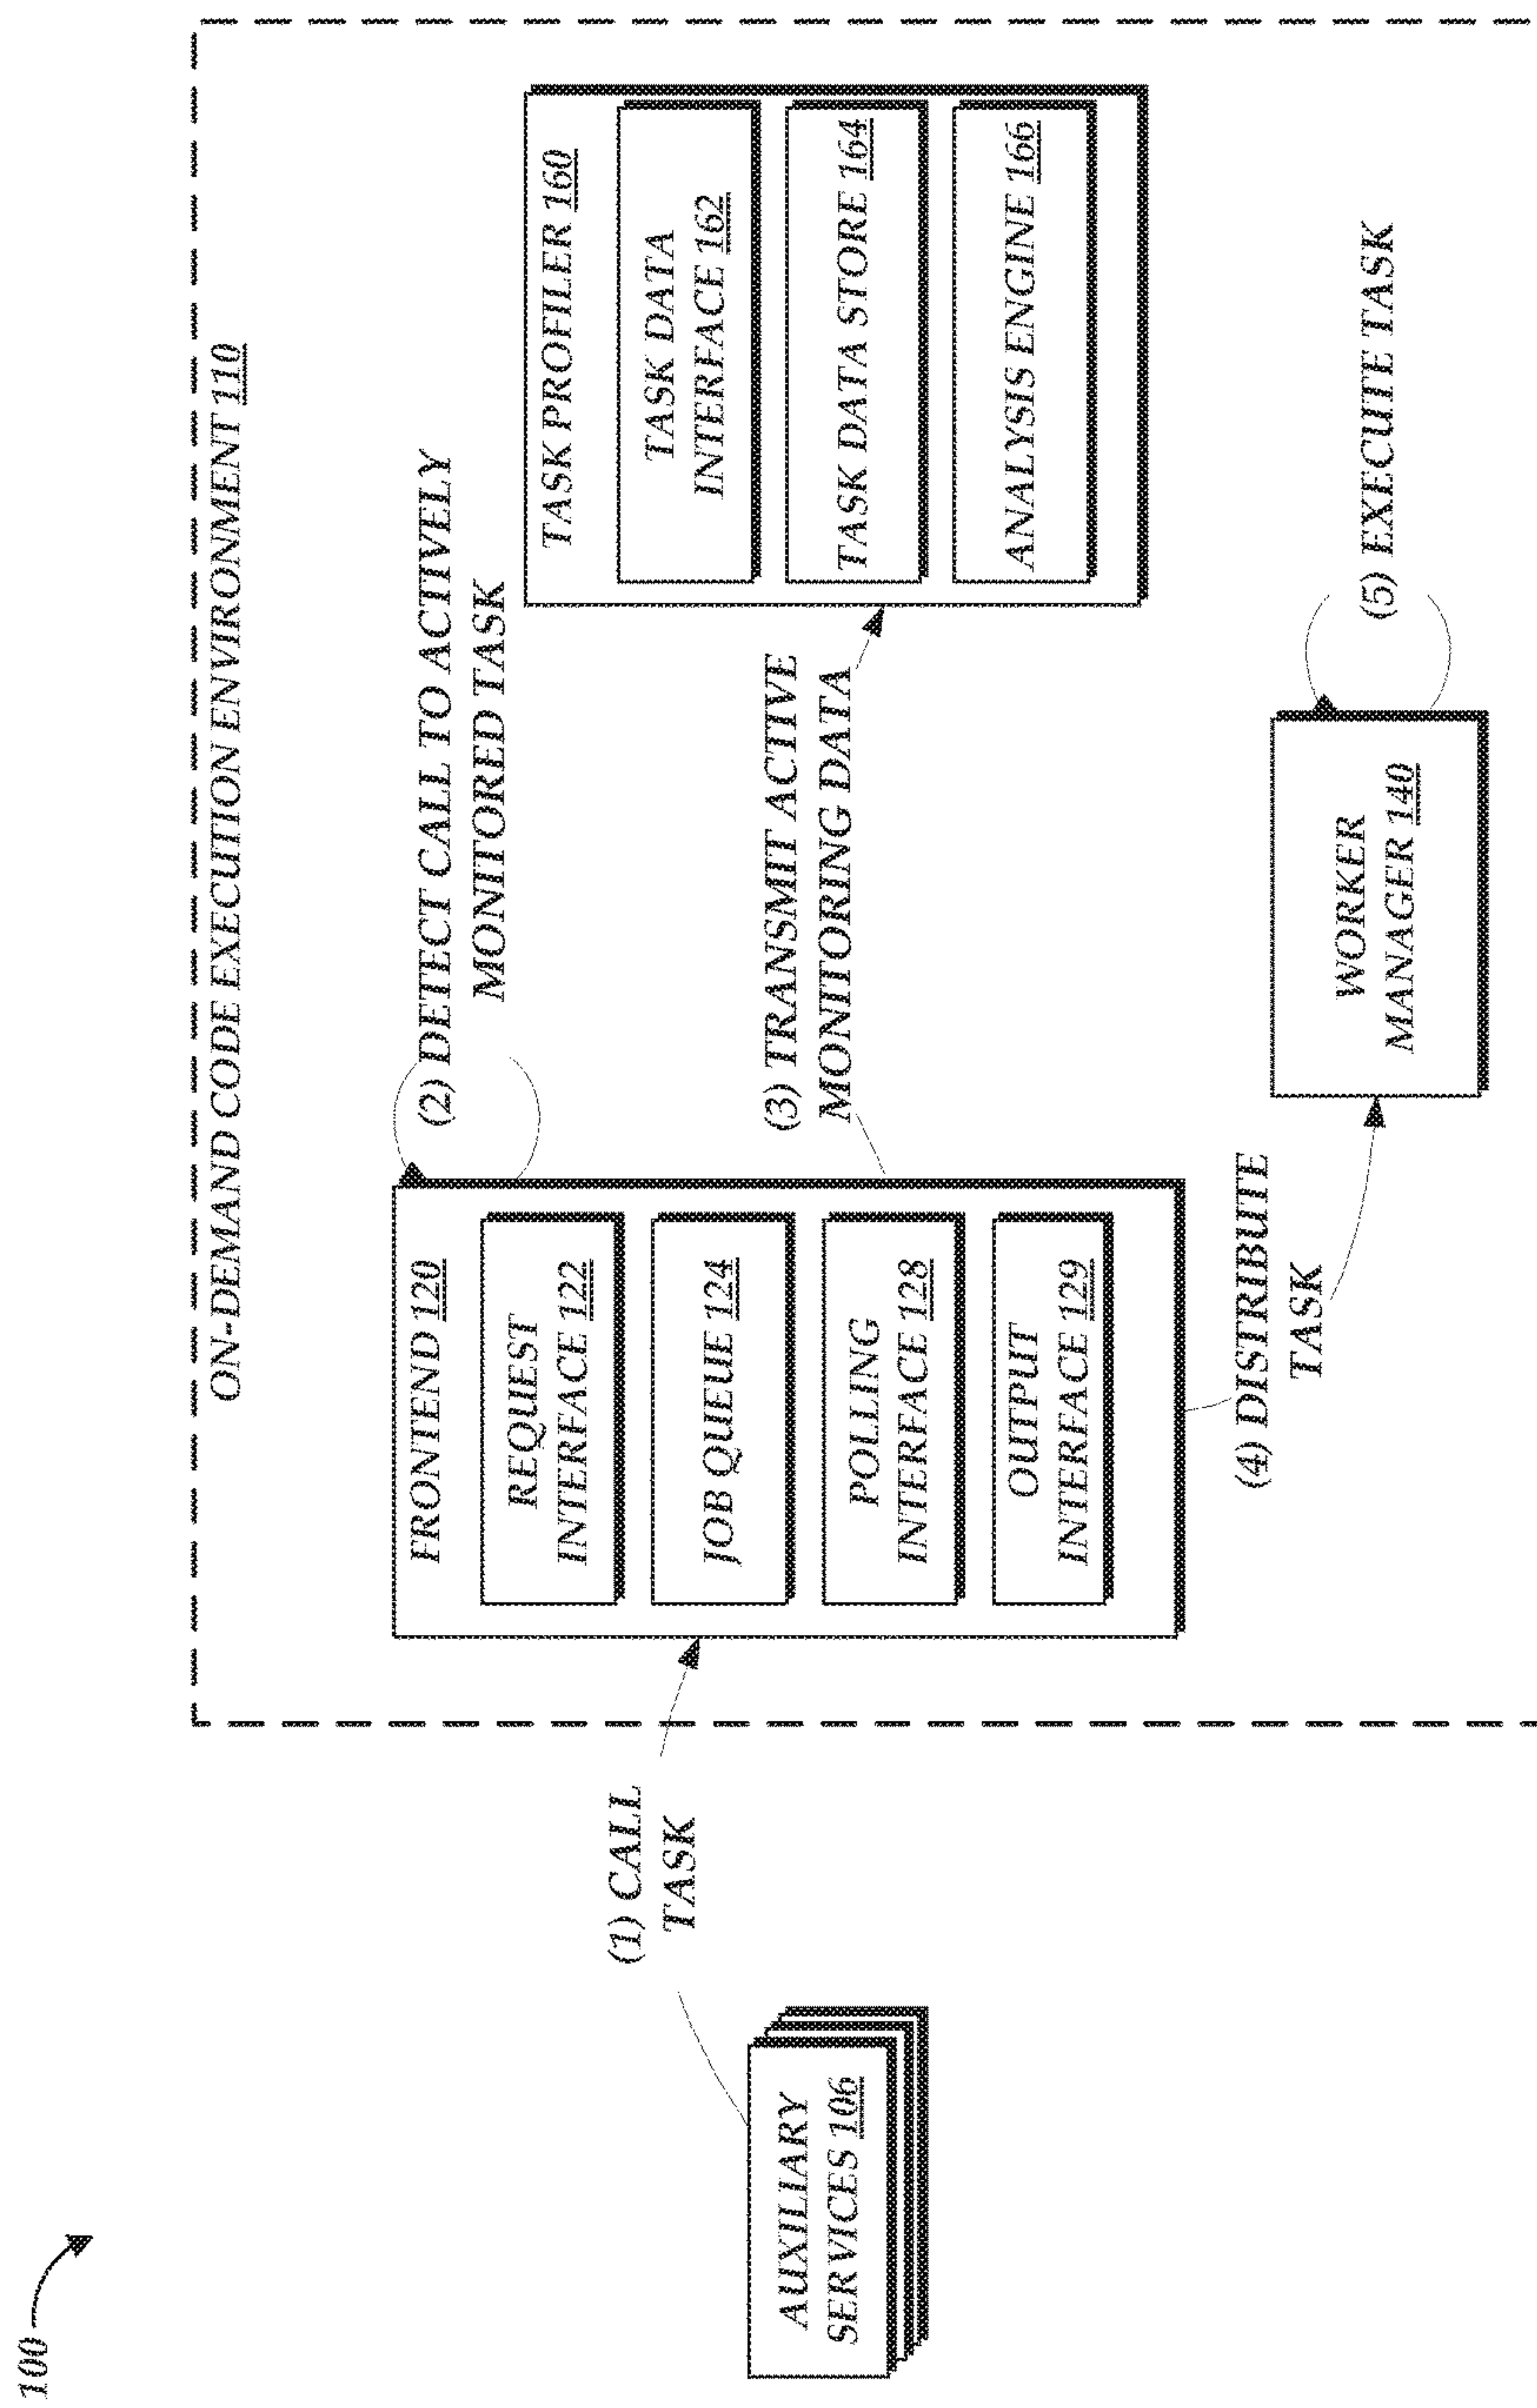 100
ON-DEMAND CODE EXECUTION ENVIRONMENT 110
AUXILIARY
SERVICES 106
(1) CALL
TASK
FRONTEND 120
REQUEST
INTERFACE 122
JOB QUEUE 124
POLLING
INTERFACE 128
OUTPUT
INTERFACE 129
(2) DETECT CALL TO ACTIVELY
MONITORED TASK
(3) TRANSMIT ACTIVE
MONITORING DATA
TASK PROFILER 160
TASK DATA
INTERFACE 162
TASK DATA STORE 164
ANALYSIS ENGINE 166
(4) DISTRIBUTE
TASK
WORKER
MANAGER 140
(5) EXECUTE TASK